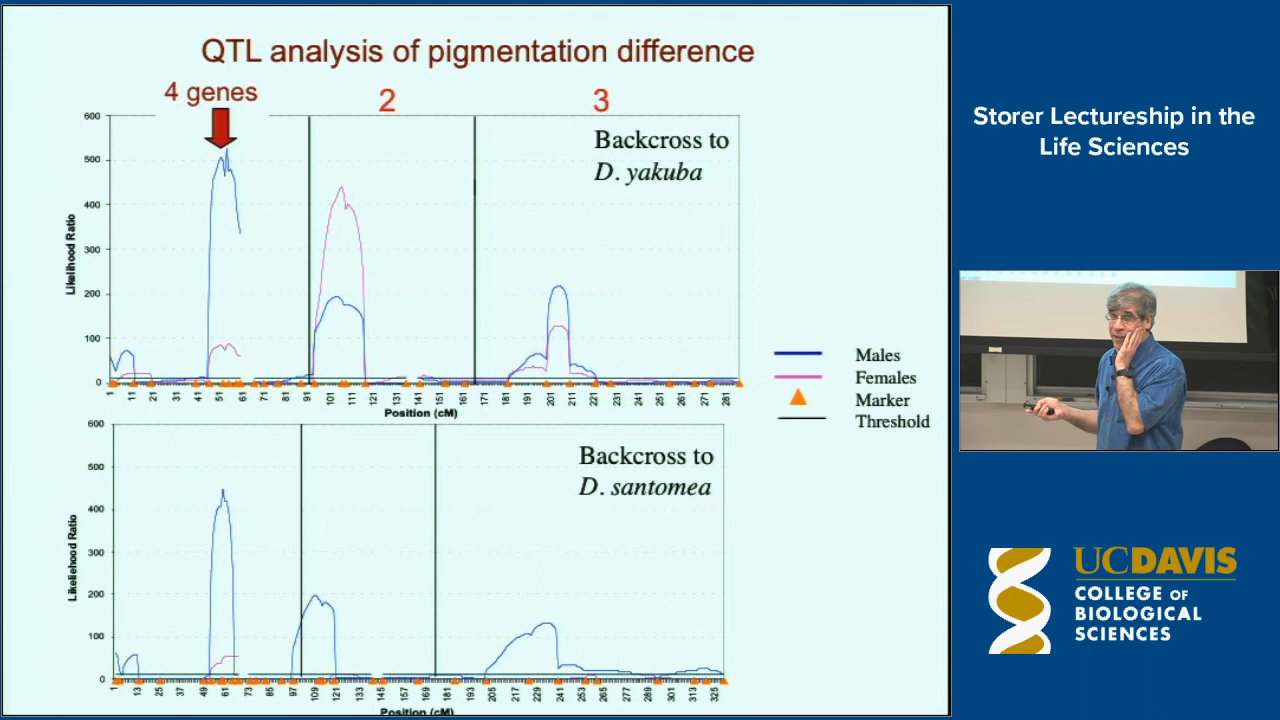 QTL analysis of pigmentation difference
4 genes
2
3
600
500
400
300
200
100
0
Likelihood Ratio
Backcross to
D. yakuba
1 11 21 31 41 51 61 71 81 91 101 111 121 131 141 151 161 171 181 191 201 211 221 231 241 251 261 271 281
Position (cM)
Males
Females
Marker
Threshold
600
500
400
300
200
100
0
Likeliehood Ratio
Backcross to
D. santomea
1 13 25 37 49 61 73 85 97 109 121 133 145 157 169 181 193 205 217 229 241 253 265 277 289 301 313 325
Position (cM)
Storer Lectureship in the
Life Sciences
UCDAVIS
COLLEGE OF
BIOLOGICAL
SCIENCES